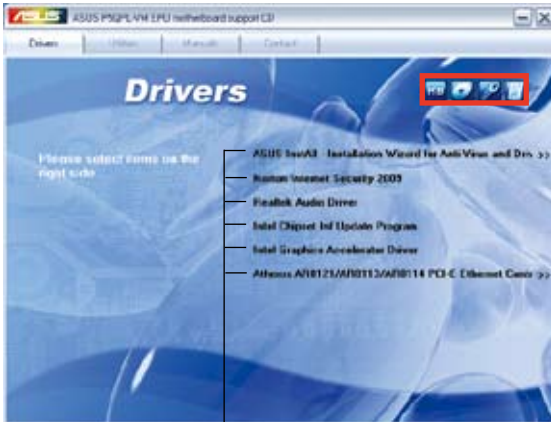 ASUS P5QPL-VM EPU motherboard support CD
Drivers Utilities Manuals Contact
Drivers
Please select items on the
right side
ASUS InstAll - Installation Wizard for Anti-Virus and Driv >>
Norton Internet Security 2009
Realtek Audio Driver
Intel Chipset Inf Update Program
Intel Graphics Accelerator Driver
Atheros AR8121/AR8113/AR8114 PCI-E Ethernet Contr >>